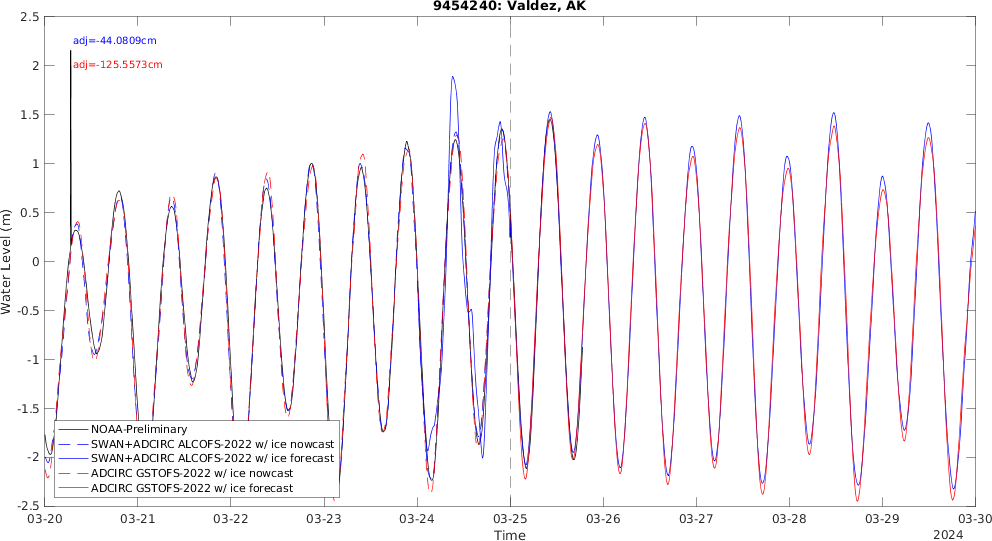 9454240: Valdez, AK
adj=-44.0809cm
adj=-125.5573cm
Water Level (m)
2.5
2
1.5
1
0.5
0
-0.5
-1
-1.5
-2
-2.5
NOAA-Preliminary
SWAN+ADCIRC ALCOFS-2022 w/ ice nowcast
SWAN+ADCIRC ALCOFS-2022 w/ ice forecast
ADCIRC GSTOFS-2022 w/ ice nowcast
ADCIRC GSTOFS-2022 w/ ice forecast
03-20 03-21 03-22 03-23 03-24 03-25 03-26 03-27 03-28 03-29 03-30
Time
2024